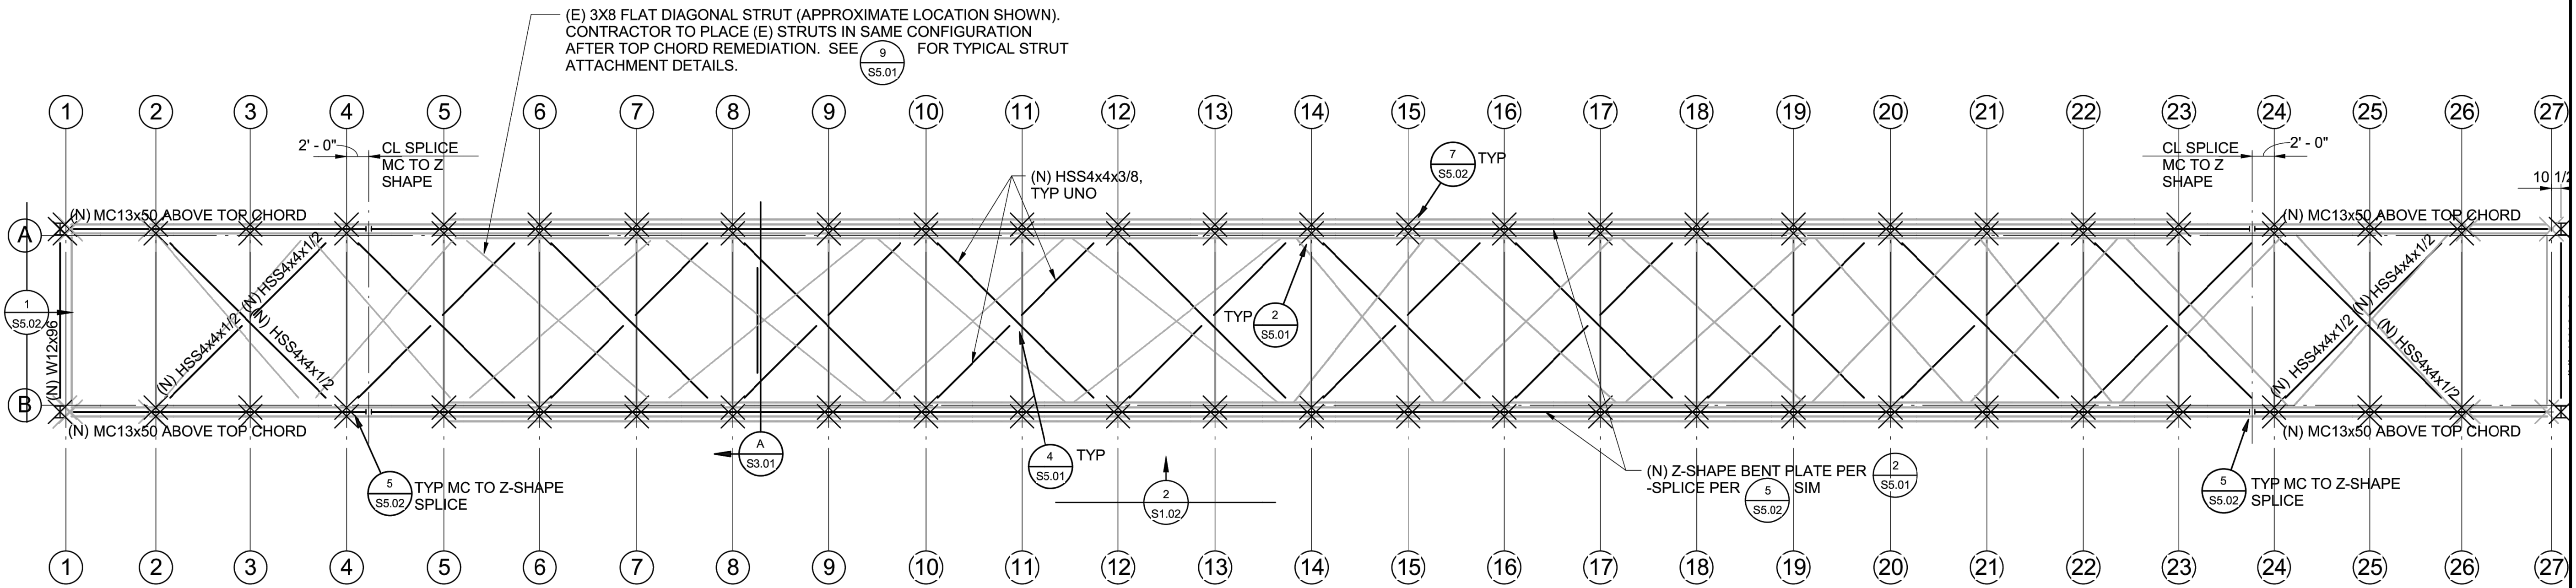 (E) 3X8 FLAT DIAGONAL STRUT (APPROXIMATE LOCATION SHOWN).
CONTRACTOR TO PLACE (E) STRUTS IN SAME CONFIGURATION
AFTER TOP CHORD REMEDIATION. SEE 9 S5.01 FOR TYPICAL STRUT
ATTACHMENT DETAILS.
1 2 3 4 5 6 7 8 9 10 11 12 13 14 15 16 17 18 19 20 21 22 23 24 25 26 27
2' - 0"
CL SPLICE
MC TO Z
SHAPE
(N) HSS4x4x3/8,
TYP UNO
7
S5.02
TYP
CL SPLICE
MC TO Z
SHAPE
2' - 0"
10 1/2
(N) MC13x50 ABOVE TOP CHORD
(N) MC13x50 ABOVE TOP CHORD
A
1
S5.02
(N) W12x96
(N) HSS4x4x1/2
(N) HSS4x4x1/2
(N) HSS4x4x1/2
TYP
2
S5.01
(N) HSS4x4x1/2
(N) HSS4x4x1/2
(N) HSS4x4x1/2
B
(N) MC13x50 ABOVE TOP CHORD
(N) MC13x50 ABOVE TOP CHORD
A
S3.01
4
S5.01
TYP
5
S5.02
TYP MC TO Z-SHAPE
SPLICE
2
S1.02
(N) Z-SHAPE BENT PLATE PER 2 S5.01
-SPLICE PER 5 S5.02 SIM
5
S5.02
TYP MC TO Z-SHAPE
SPLICE
1 2 3 4 5 6 7 8 9 10 11 12 13 14 15 16 17 18 19 20 21 22 23 24 25 26 27